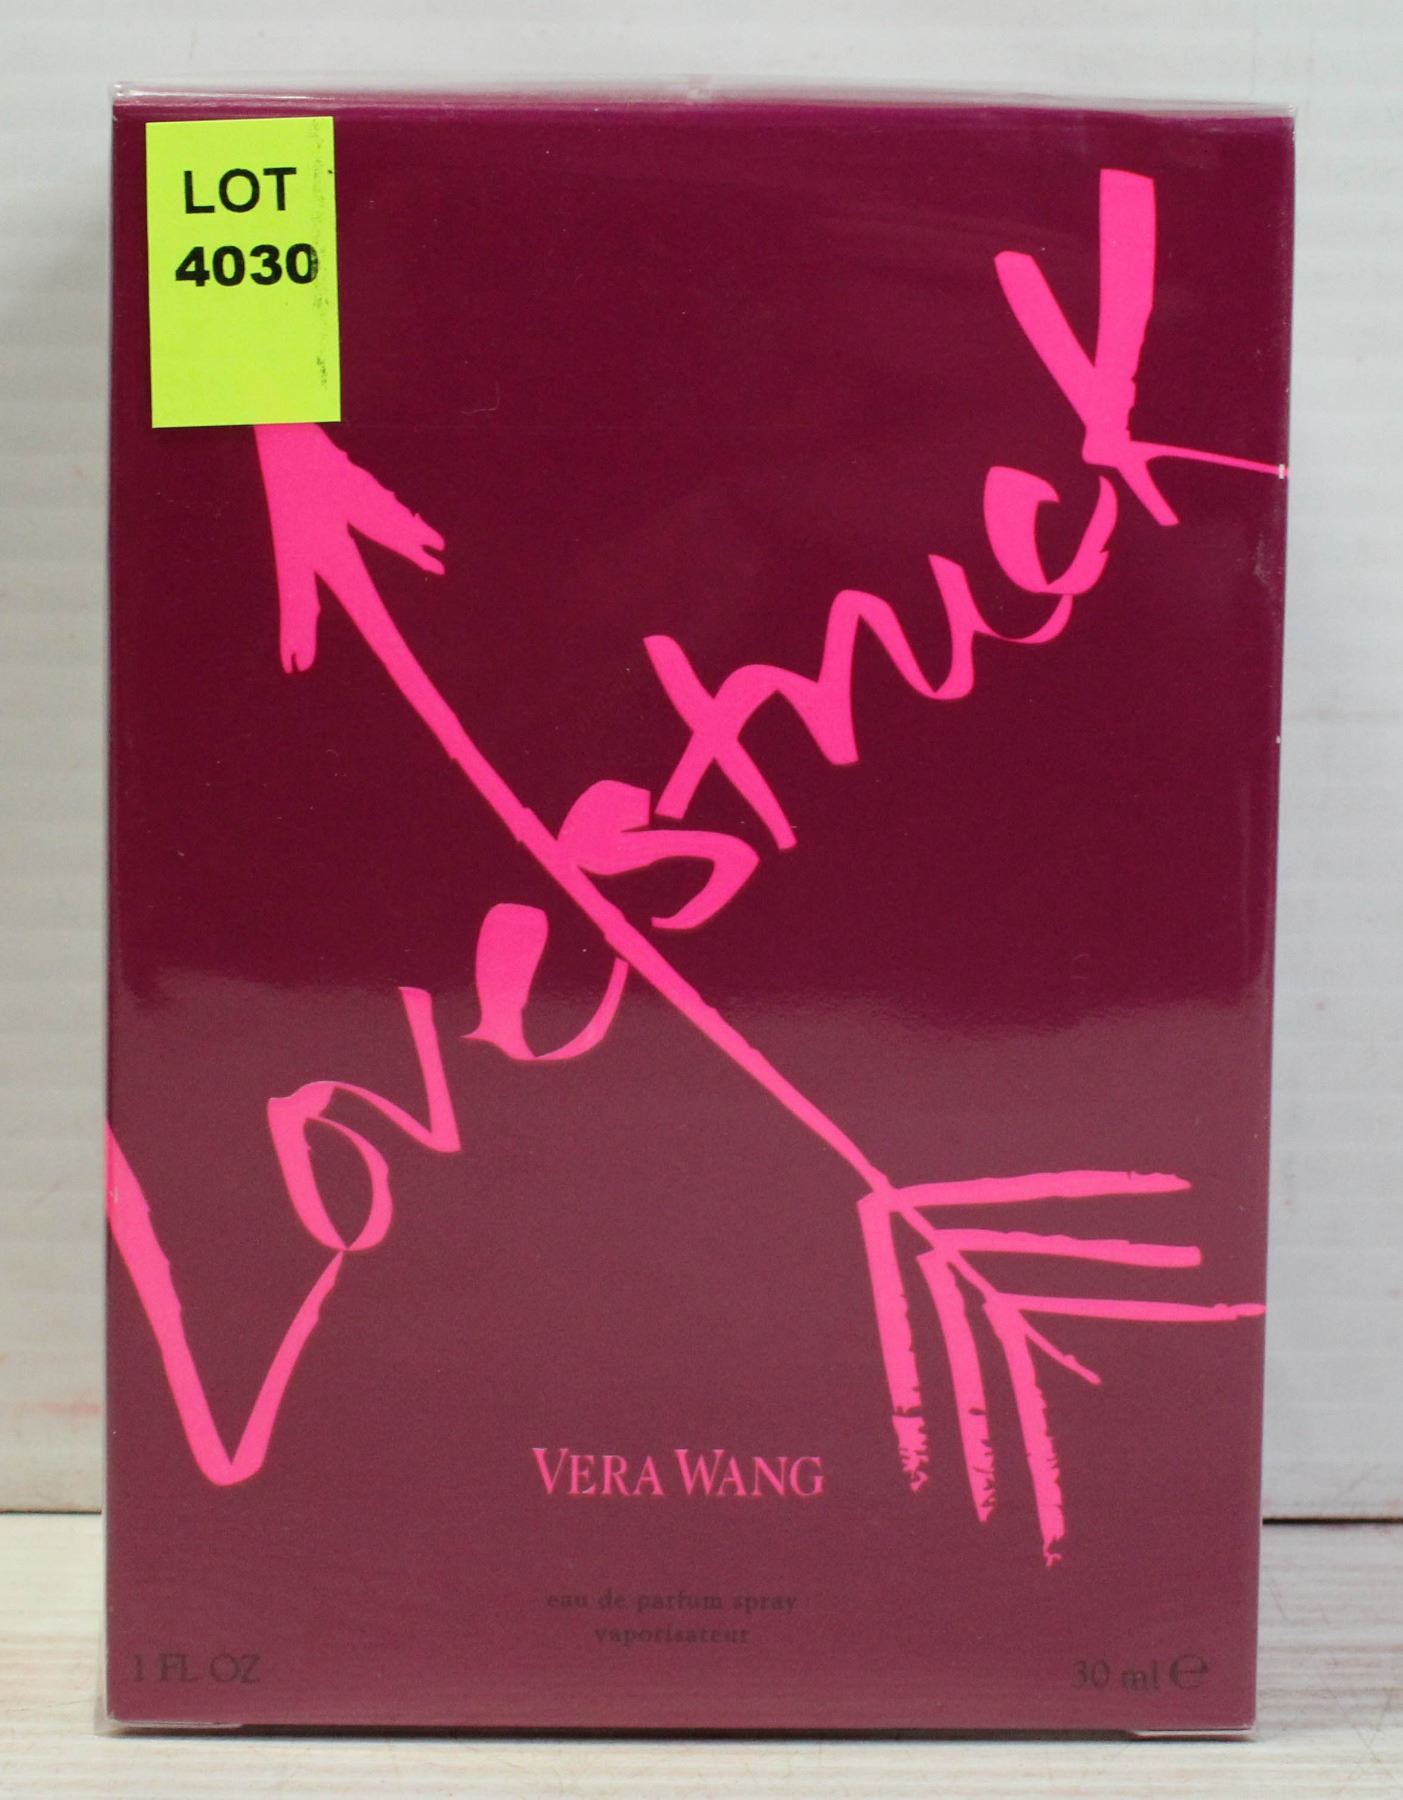 LOT
4030
Lovestruck
VERA WANG
eau de parfum spray
vaporisateur
1 FL OZ
30 ml ℮